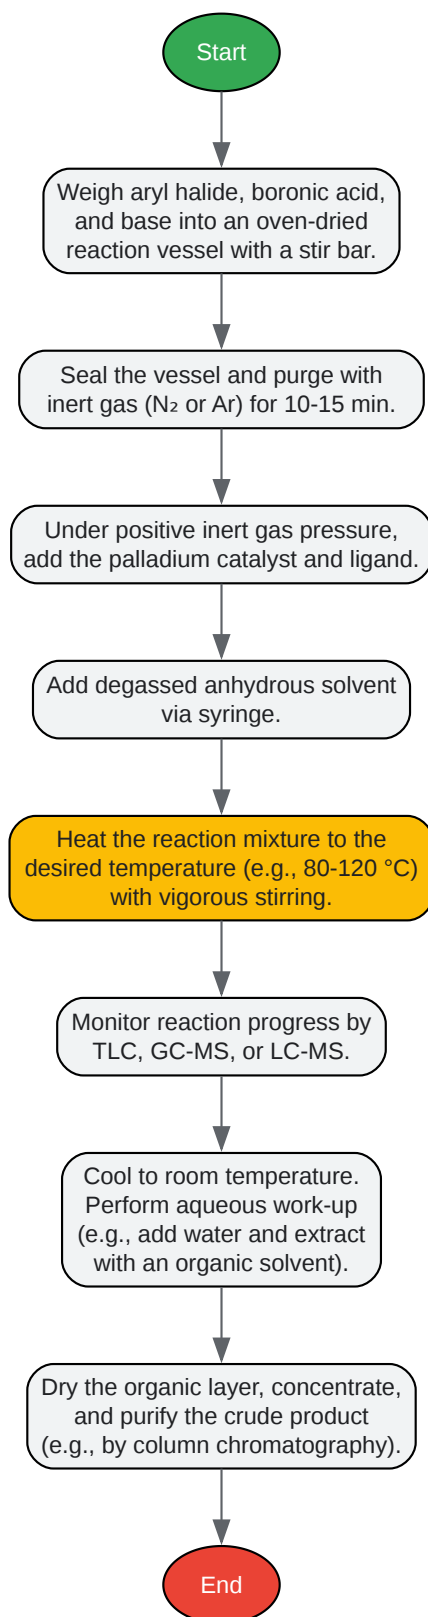 Start
Weigh aryl halide, boronic acid,
and base into an oven-dried
reaction vessel with a stir bar.
Seal the vessel and purge with
inert gas (N₂ or Ar) for 10-15 min.
Under positive inert gas pressure,
add the palladium catalyst and ligand.
Add degassed anhydrous solvent
via syringe.
Heat the reaction mixture to the
desired temperature (e.g., 80-120 °C)
with vigorous stirring.
Monitor reaction progress by
TLC, GC-MS, or LC-MS.
Cool to room temperature.
Perform aqueous work-up
(e.g., add water and extract
with an organic solvent).
Dry the organic layer, concentrate,
and purify the crude product
(e.g., by column chromatography).
End